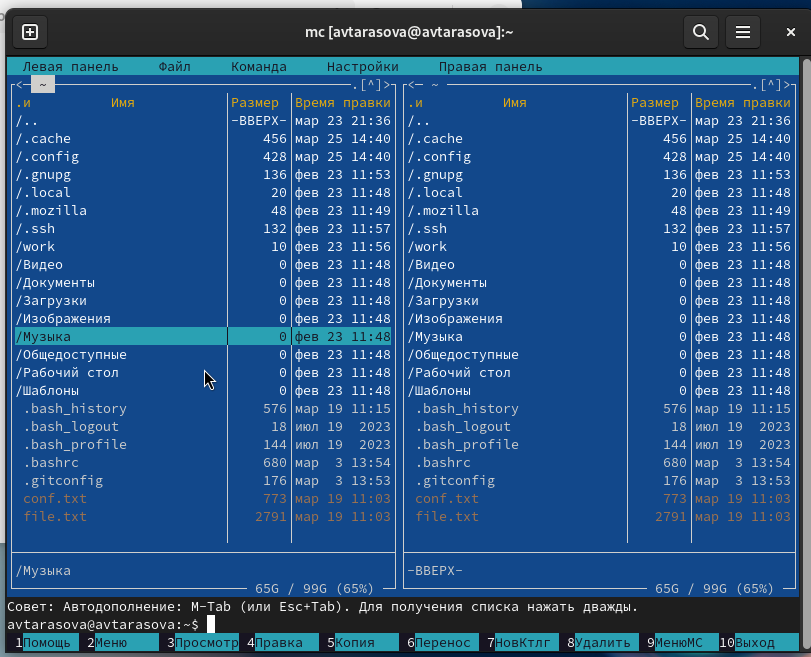 mc [avtarasova@avtarasova]:~
Левая панель Файл Команда Настройки Правая панель
<— ~ .[^]> <— ~ .[^]>
.и Имя Размер Время правки .и Имя Размер Время правки
/.. -ВВЕРХ- мар 23 21:36 /.. -ВВЕРХ- мар 23 21:36
/.cache 456 мар 25 14:40 /.cache 456 мар 25 14:40
/.config 428 мар 25 14:40 /.config 428 мар 25 14:40
/.gnupg 136 фев 23 11:53 /.gnupg 136 фев 23 11:53
/.local 20 фев 23 11:48 /.local 20 фев 23 11:48
/.mozilla 48 фев 23 11:49 /.mozilla 48 фев 23 11:49
/.ssh 132 фев 23 11:57 /.ssh 132 фев 23 11:57
/work 10 фев 23 11:56 /work 10 фев 23 11:56
/Видео 0 фев 23 11:48 /Видео 0 фев 23 11:48
/Документы 0 фев 23 11:48 /Документы 0 фев 23 11:48
/Загрузки 0 фев 23 11:48 /Загрузки 0 фев 23 11:48
/Изображения 0 фев 23 11:48 /Изображения 0 фев 23 11:48
/Музыка 0 фев 23 11:48 /Музыка 0 фев 23 11:48
/Общедоступные 0 фев 23 11:48 /Общедоступные 0 фев 23 11:48
/Рабочий стол 0 фев 23 11:48 /Рабочий стол 0 фев 23 11:48
/Шаблоны 0 фев 23 11:48 /Шаблоны 0 фев 23 11:48
.bash_history 576 мар 19 11:15 .bash_history 576 мар 19 11:15
.bash_logout 18 июл 19 2023 .bash_logout 18 июл 19 2023
.bash_profile 144 июл 19 2023 .bash_profile 144 июл 19 2023
.bashrc 680 мар 3 13:54 .bashrc 680 мар 3 13:54
.gitconfig 176 мар 3 13:53 .gitconfig 176 мар 3 13:53
conf.txt 773 мар 19 11:03 conf.txt 773 мар 19 11:03
file.txt 2791 мар 19 11:03 file.txt 2791 мар 19 11:03
/Музыка -ВВЕРХ-
65G / 99G (65%) 65G / 99G (65%)
Совет: Автодополнение: M-Tab (или Esc+Tab). Для получения списка нажать дважды.
avtarasova@avtarasova:~$
1Помощь 2Меню 3Просмотр 4Правка 5Копия 6Перенос 7НовКтлг 8Удалить 9МенюMC 10Выход